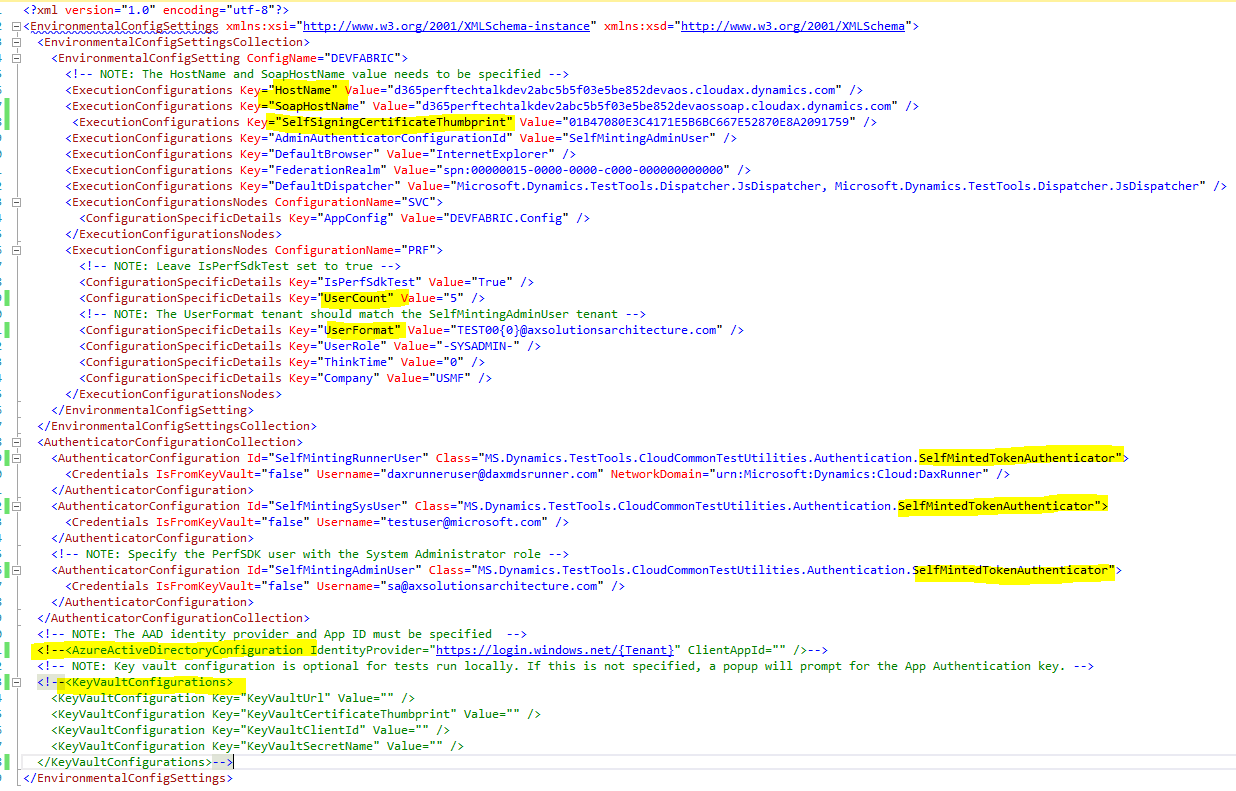 <?xml version="1.0" encoding="utf-8"?>
<EnvironmentalConfigSettings xmlns:xsi="http://www.w3.org/2001/XMLSchema-instance" xmlns:xsd="http://www.w3.org/2001/XMLSchema">
<EnvironmentalConfigSettingsCollection>
<EnvironmentalConfigSetting ConfigName="DEVFABRIC">
<!-- NOTE: The HostName and SoapHostName value needs to be specified -->
<ExecutionConfigurations Key="HostName" Value="d365perftechtalkdev2abc5b5f03e5be852devaos.cloudax.dynamics.com" />
<ExecutionConfigurations Key="SoapHostName" Value="d365perftechtalkdev2abc5b5f03e5be852devaossoap.cloudax.dynamics.com" />
<ExecutionConfigurations Key="SelfSigningCertificateThumbprint" Value="01B47080E3C4171E5B6BC667E52870E8A2091759" />
<ExecutionConfigurations Key="AdminAuthenticatorConfigurationId" Value="SelfMintingAdminUser" />
<ExecutionConfigurations Key="DefaultBrowser" Value="InternetExplorer" />
<ExecutionConfigurations Key="FederationRealm" Value="spn:00000015-0000-0000-c000-000000000000" />
<ExecutionConfigurations Key="DefaultDispatcher" Value="Microsoft.Dynamics.TestTools.Dispatcher.JsDispatcher, Microsoft.Dynamics.TestTools.Dispatcher.JsDispatcher" />
<ExecutionConfigurationsNodes ConfigurationName="SVC">
<ConfigurationSpecificDetails Key="AppConfig" Value="DEVFABRIC.Config" />
</ExecutionConfigurationsNodes>
<ExecutionConfigurationsNodes ConfigurationName="PRF">
<!-- NOTE: Leave IsPerfSdkTest set to true -->
<ConfigurationSpecificDetails Key="IsPerfSdkTest" Value="True" />
<ConfigurationSpecificDetails Key="UserCount" Value="5" />
<!-- NOTE: The UserFormat tenant should match the SelfMintingAdminUser tenant -->
<ConfigurationSpecificDetails Key="UserFormat" Value="TEST00{0}@axsolutionsarchitecture.com" />
<ConfigurationSpecificDetails Key="UserRole" Value="-SYSADMIN-" />
<ConfigurationSpecificDetails Key="ThinkTime" Value="0" />
<ConfigurationSpecificDetails Key="Company" Value="USMF" />
</ExecutionConfigurationsNodes>
</EnvironmentalConfigSetting>
</EnvironmentalConfigSettingsCollection>
<AuthenticatorConfigurationCollection>
<AuthenticatorConfiguration Id="SelfMintingRunnerUser" Class="MS.Dynamics.TestTools.CloudCommonTestUtilities.Authentication.SelfMintedTokenAuthenticator">
<Credentials IsFromKeyVault="false" Username="daxrunneruser@daxmdsrunner.com" NetworkDomain="urn:Microsoft:Dynamics:Cloud:DaxRunner" />
</AuthenticatorConfiguration>
<AuthenticatorConfiguration Id="SelfMintingSysUser" Class="MS.Dynamics.TestTools.CloudCommonTestUtilities.Authentication.SelfMintedTokenAuthenticator">
<Credentials IsFromKeyVault="false" Username="testuser@microsoft.com" />
</AuthenticatorConfiguration>
<!-- NOTE: Specify the PerfSDK user with the System Administrator role -->
<AuthenticatorConfiguration Id="SelfMintingAdminUser" Class="MS.Dynamics.TestTools.CloudCommonTestUtilities.Authentication.SelfMintedTokenAuthenticator">
<Credentials IsFromKeyVault="false" Username="sa@axsolutionsarchitecture.com" />
</AuthenticatorConfiguration>
</AuthenticatorConfigurationCollection>
<!-- NOTE: The AAD identity provider and App ID must be specified  -->
<!--<AzureActiveDirectoryConfiguration IdentityProvider="https://login.windows.net/{Tenant}" ClientAppId="" />-->
<!-- NOTE: Key vault configuration is optional for tests run locally. If this is not specified, a popup will prompt for the App Authentication key. -->
<!--<KeyVaultConfigurations>
<KeyVaultConfiguration Key="KeyVaultUrl" Value="" />
<KeyVaultConfiguration Key="KeyVaultCertificateThumbprint" Value="" />
<KeyVaultConfiguration Key="KeyVaultClientId" Value="" />
<KeyVaultConfiguration Key="KeyVaultSecretName" Value="" />
</KeyVaultConfigurations>-->
</EnvironmentalConfigSettings>